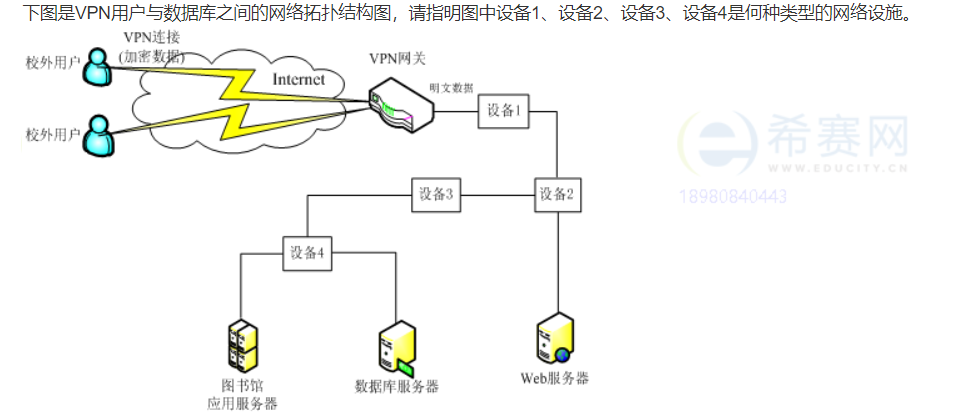 下图是VPN用户与数据库之间的网络拓扑结构图，请指明图中设备1、设备2、设备3、设备4是何种类型的网络设施。
VPN连接
(加密数据)
校外用户
Internet
VPN网关
明文数据
设备1
校外用户
希赛网
WWW.EDUCITY.CN
18980840443
设备3
设备2
设备4
图书馆
应用服务器
数据库服务器
Web服务器